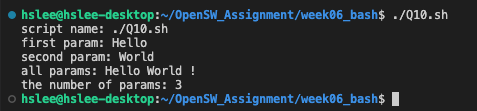 hslee@hslee-desktop:~/OpenSW_Assignment/week06_bash$ ./Q10.sh
script name: ./Q10.sh
first param: Hello
second param: World
all params: Hello World !
the number of params: 3
hslee@hslee-desktop:~/OpenSW_Assignment/week06_bash$